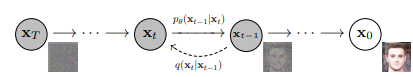 p_θ(x_{t−1}|x_t)
x_T → ··· → x_t x_{t−1} → ··· → x_0
q(x_t|x_{t−1})